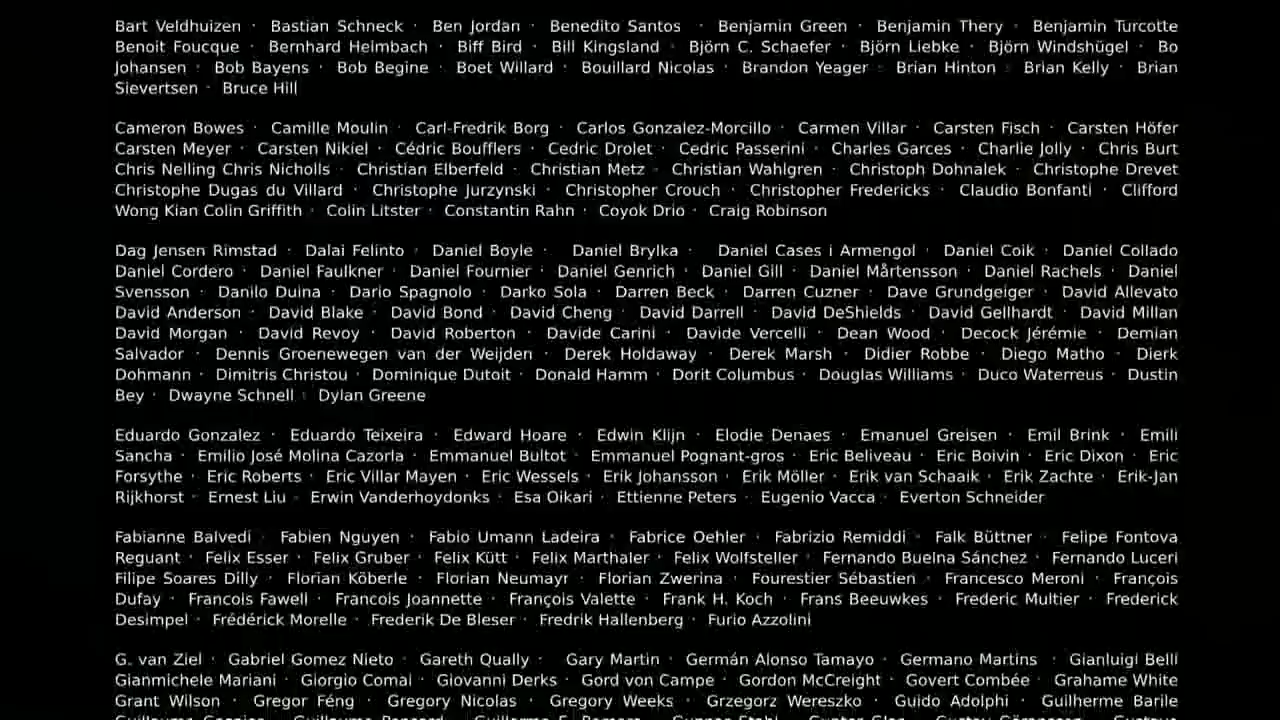 Bart Veldhuizen · Bastian Schneck · Ben Jordan · Benedito Santos · Benjamin Green · Benjamin Thery · Benjamin Turcotte
Benoit Foucque · Bernhard Helmbach · Biff Bird · Bill Kingsland · Björn C. Schaefer · Björn Liebke · Björn Windshügel · Bo
Johansen · Bob Bayens · Bob Begine · Boet Willard · Bouillard Nicolas · Brandon Yeager · Brian Hinton · Brian Kelly · Brian
Sievertsen · Bruce Hill
Cameron Bowes · Camille Moulin · Carl-Fredrik Borg · Carlos Gonzalez-Morcillo · Carmen Villar · Carsten Fisch · Carsten Höfer
Carsten Meyer · Carsten Nikiel · Cédric Boufflers · Cedric Drolet · Cedric Passerini · Charles Garces · Charlie Jolly · Chris Burt
Chris Nelling Chris Nicholls · Christian Elberfeld · Christian Metz · Christian Wahlgren · Christoph Dohnalek · Christophe Drevet
Christophe Dugas du Villard · Christophe Jurzynski · Christopher Crouch · Christopher Fredericks · Claudio Bonfanti · Clifford
Wong Kian Colin Griffith · Colin Litster · Constantin Rahn · Coyok Drio · Craig Robinson
Dag Jensen Rimstad · Dalai Felinto · Daniel Boyle · Daniel Brylka · Daniel Cases i Armengol · Daniel Coik · Daniel Collado
Daniel Cordero · Daniel Faulkner · Daniel Fournier · Daniel Genrich · Daniel Gill · Daniel Mårtensson · Daniel Rachels · Daniel
Svensson · Danilo Duina · Dario Spagnolo · Darko Sola · Darren Beck · Darren Cuzner · Dave Grundgeiger · David Allevato
David Anderson · David Blake · David Bond · David Cheng · David Darrell · David DeShields · David Gellhardt · David Millan
David Morgan · David Revoy · David Roberton · Davide Carini · Davide Vercelli · Dean Wood · Decock Jérémie · Demian
Salvador · Dennis Groenewegen van der Weijden · Derek Holdaway · Derek Marsh · Didier Robbe · Diego Matho · Dierk
Dohmann · Dimitris Christou · Dominique Dutoit · Donald Hamm · Dorit Columbus · Douglas Williams · Duco Waterreus · Dustin
Bey · Dwayne Schnell · Dylan Greene
Eduardo Gonzalez · Eduardo Teixeira · Edward Hoare · Edwin Klijn · Elodie Denaes · Emanuel Greisen · Emil Brink · Emili
Sancha · Emilio José Molina Cazorla · Emmanuel Bultot · Emmanuel Pognant-gros · Eric Beliveau · Eric Boivin · Eric Dixon · Eric
Forsythe · Eric Roberts · Eric Villar Mayen · Eric Wessels · Erik Johansson · Erik Möller · Erik van Schaaik · Erik Zachte · Erik-Jan
Rijkhorst · Ernest Liu · Erwin Vanderhoydonks · Esa Oikari · Ettienne Peters · Eugenio Vacca · Everton Schneider
Fabianne Balvedi · Fabien Nguyen · Fabio Umann Ladeira · Fabrice Oehler · Fabrizio Remiddi · Falk Büttner · Felipe Fontova
Reguant · Felix Esser · Felix Gruber · Felix Kütt · Felix Marthaler · Felix Wolfsteller · Fernando Buelna Sánchez · Fernando Luceri
Filipe Soares Dilly · Florian Köberle · Florian Neumayr · Florian Zwerina · Fourestier Sébastien · Francesco Meroni · François
Dufay · Francois Fawell · Francois Joannette · François Valette · Frank H. Koch · Frans Beeuwkes · Frederic Multier · Frederick
Desimpel · Frédérick Morelle · Frederik De Bleser · Fredrik Hallenberg · Furio Azzolini
G. van Ziel · Gabriel Gomez Nieto · Gareth Qually · Gary Martin · Germán Alonso Tamayo · Germano Martins · Gianluigi Belli
Gianmichele Mariani · Giorgio Comai · Giovanni Derks · Gord von Campe · Gordon McCreight · Govert Combée · Grahame White
Grant Wilson · Gregor Féng · Gregory Nicolas · Gregory Weeks · Grzegorz Wereszko · Guido Adolphi · Guilherme Barile